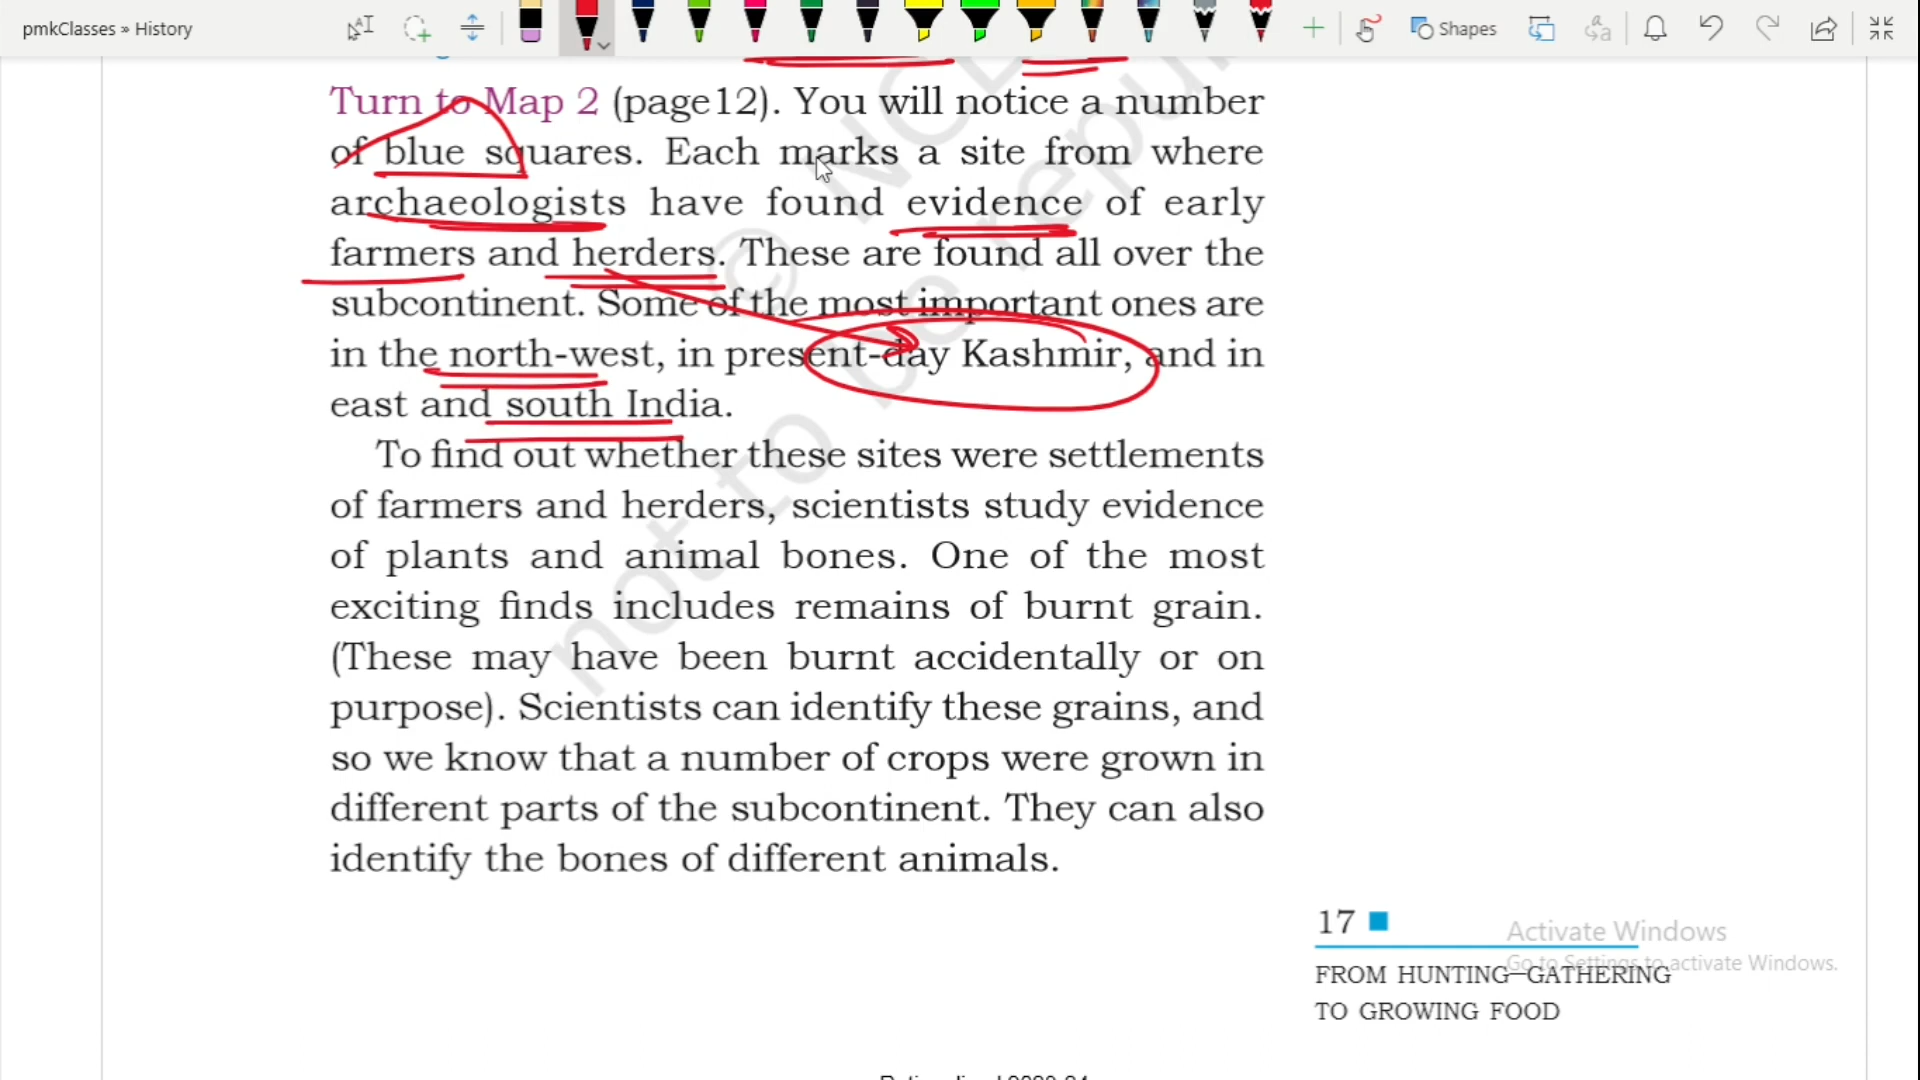 pmkClasses » History
Shapes
Turn to Map 2 (page12). You will notice a number
of blue squares. Each marks a site from where
archaeologists have found evidence of early
farmers and herders. These are found all over the
subcontinent. Some of the most important ones are
in the north-west, in present-day Kashmir, and in
east and south India.
To find out whether these sites were settlements
of farmers and herders, scientists study evidence
of plants and animal bones. One of the most
exciting finds includes remains of burnt grain.
(These may have been burnt accidentally or on
purpose). Scientists can identify these grains, and
so we know that a number of crops were grown in
different parts of the subcontinent. They can also
identify the bones of different animals.
not to be
17
Activate Windows
Go to Settings to activate Windows.
FROM HUNTING—GATHERING
TO GROWING FOOD